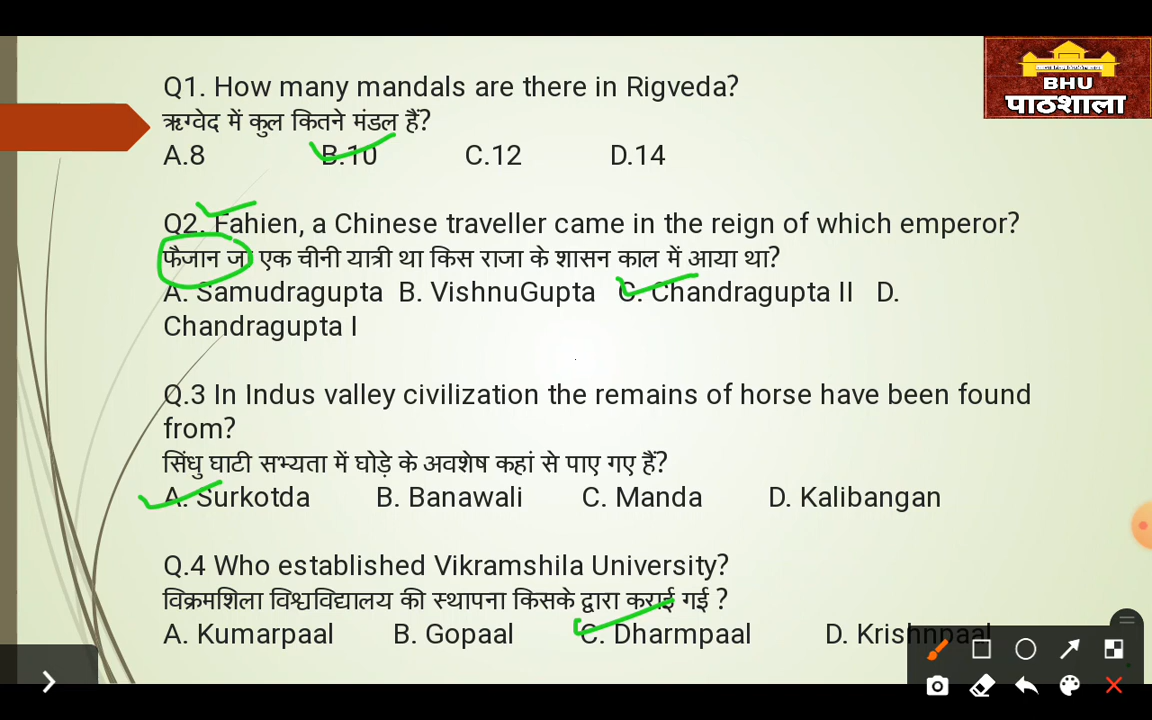 BHU
पाठशाला
Q1. How many mandals are there in Rigveda?
ऋग्वेद में कुल कितने मंडल हैं?
A.8 B.10 C.12 D.14
Q2. Fahien, a Chinese traveller came in the reign of which emperor?
फैजान जो एक चीनी यात्री था किस राजा के शासन काल में आया था?
A. Samudragupta B. VishnuGupta C. Chandragupta II D.
Chandragupta I
Q.3 In Indus valley civilization the remains of horse have been found
from?
सिंधु घाटी सभ्यता में घोड़े के अवशेष कहां से पाए गए हैं?
A. Surkotda B. Banawali C. Manda D. Kalibangan
Q.4 Who established Vikramshila University?
विक्रमशिला विश्वविद्यालय की स्थापना किसके द्वारा कराई गई ?
A. Kumarpaal B. Gopaal C. Dharmpaal D. Krishnpaal